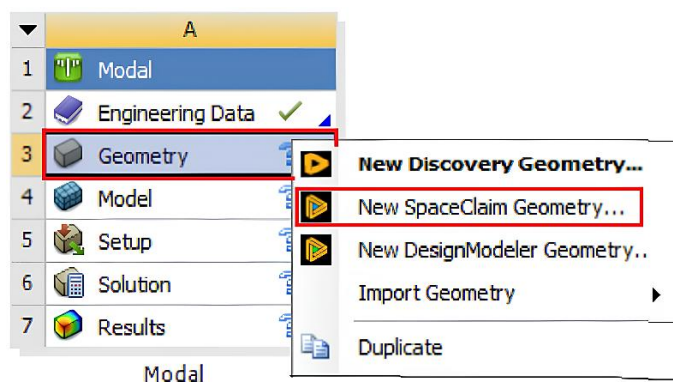 A
1 Modal
2 Engineering Data
3 Geometry
4 Model
5 Setup
6 Solution
7 Results
Modal
New Discovery Geometry...
New SpaceClaim Geometry...
New DesignModeler Geometry..
Import Geometry
Duplicate